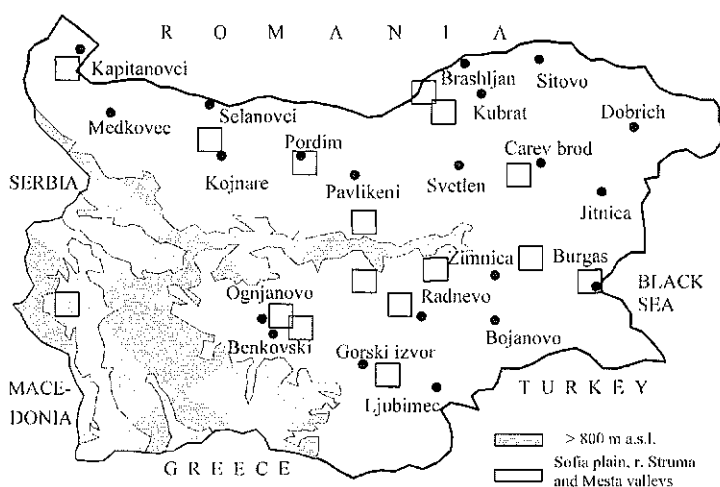 R O M A N I A
Kapitanovci
Brashljan
Sitovo
Kubrat
Medkovec
Selanovci
Dobrich
Pordim
Carev brod
Kojnare
Svetlen
SERBIA
Pavlikeni
Jitnica
Zimnica
Burgas
BLACK
SEA
Ognjanovo
Radnevo
Benkovski
Bojanovo
Gorski izvor
MACE-
DONIA
Ljubimec
T U R K E Y
> 800 m a.s.l.
G R E E C E
Sofia plain, r. Struma
and Mesta valleys